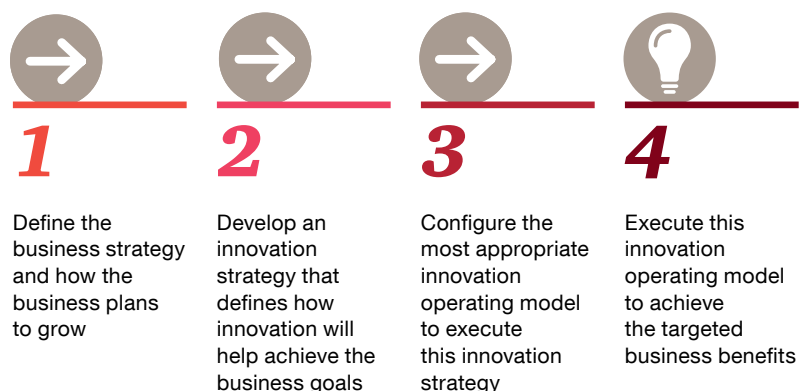 1
Define the
business strategy
and how the
business plans
to grow
2
Develop an
innovation
strategy that
defines how
innovation will
help achieve the
business goals
3
Configure the
most appropriate
innovation
operating model
to execute
this innovation
strategy
4
Execute this
innovation
operating model
to achieve
the targeted
business benefits